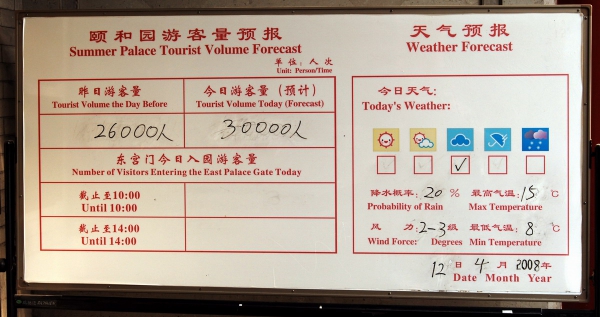 颐和园游客量预报
Summer Palace Tourist Volume Forecast
单位：人次
Unit: Person/Time
昨日游客量
Tourist Volume the Day Before
今日游客量（预计）
Tourist Volume Today (Forecast)
26000人
30000人
东宫门今日入园游客量
Number of Visitors Entering the East Palace Gate Today
截止至10:00
Until 10:00
截止至14:00
Until 14:00
天气预报
Weather Forecast
今日天气:
Today's Weather:
降水概率: 20 % 最高气温: 15 ℃
Probability of Rain Max Temperature
风 力: 2-3 级 最低气温: 8 ℃
Wind Force: Degrees Min Temperature
12 日 4 月 2008 年
Date Month Year